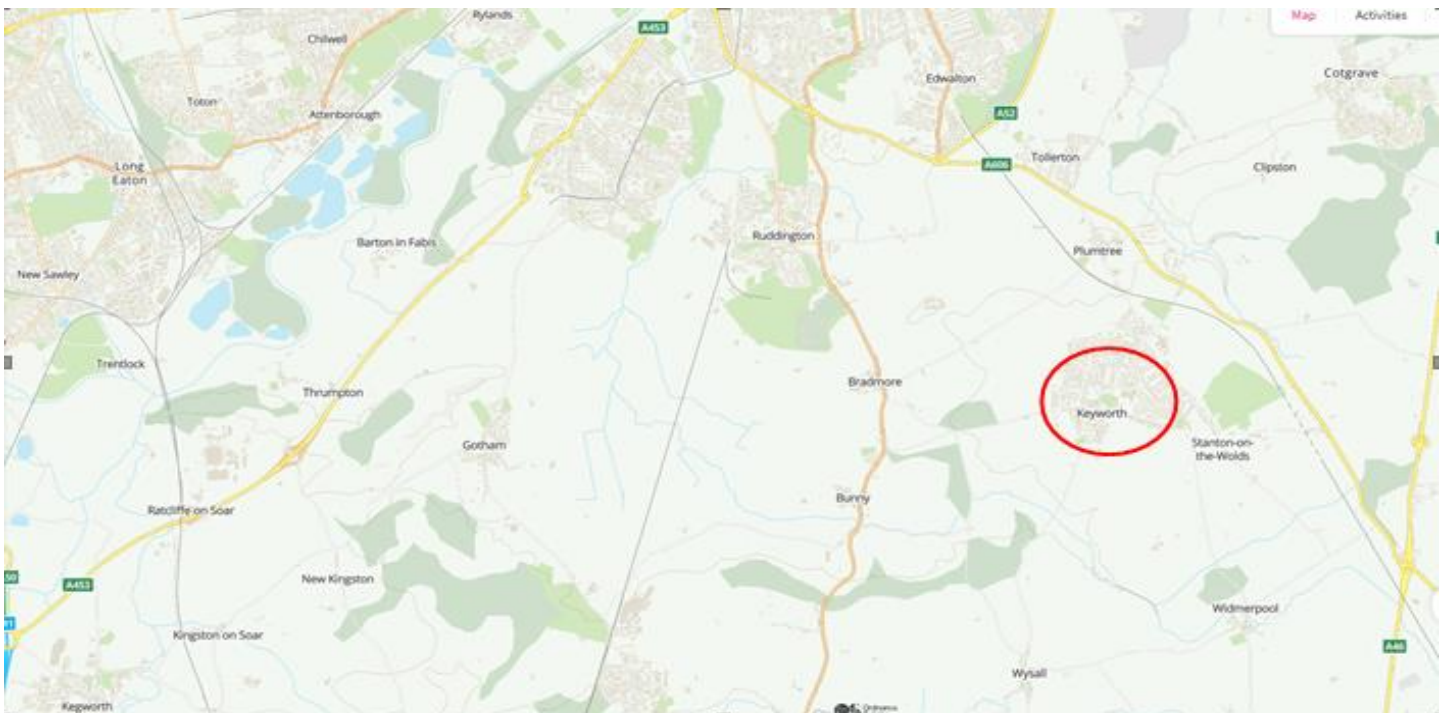 Rylands
Map Activities
A453
Chilwell
Edwalton
Cotgrave
Toton
Attenborough
A52
Long
Eaton
A606
Tollerton
Clipston
Barton in Fabis
Ruddington
Plumtree
New Sawley
Trentlock
Thrumpton
Bradmore
Keyworth
Gotham
Stanton-on-
the-Wolds
Bunny
Ratcliffe on Soar
New Kingston
A453
Widmerpool
Kingston on Soar
A46
Wysall
Kegworth
Ordnance